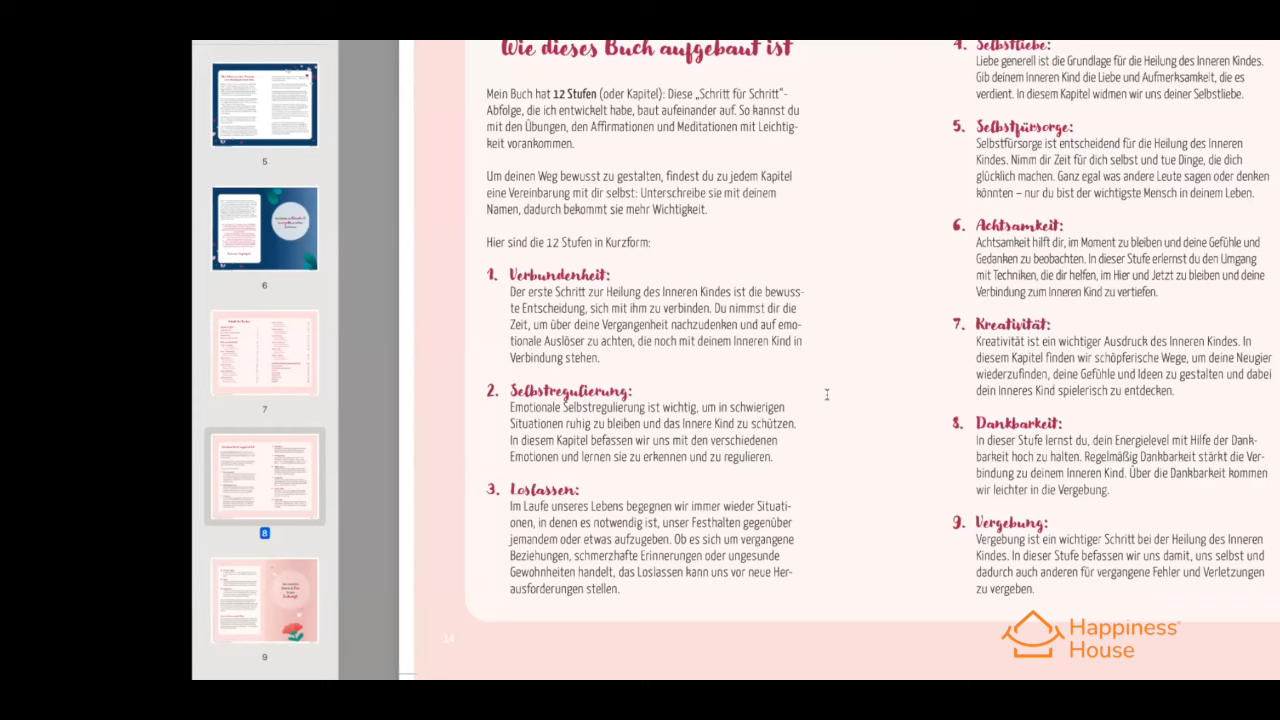 5
6
7
8
9
Wie dieses Buch aufgebaut ist
Mein Buch hat 12 Stufen (oder Kapitel): Diese „Schritt für Schritt“-
Abfolge, die ich entwickelt habe, baut aufeinander auf. So kannst du
mit den Übungen, den Affirmationen und Meditationen mit Leichtig-
keit vorankommen.
Um deinen Weg bewusst zu gestalten, findest du zu jedem Kapitel
eine Vereinbarung mit dir selbst: Unterschreibe sie mit deinem
Namen, dadurch bekommt sie mehr Wichtigkeit.
Hier sind die 12 Stufen in Kurzform:
1. Verbundenheit:
Der erste Schritt zur Heilung des Inneren Kindes ist die bewuss-
te Entscheidung, sich mit ihm zu verbinden. Du nimmst dir die
Zeit, um über deine Vergangenheit nachzudenken und auf emo-
tionale Auslöser zu achten, die noch mit deinem Inneren Kind in
Verbindung stehen.
2. Selbstregulierung:
Emotionale Selbstregulierung ist wichtig, um in schwierigen
Situationen ruhig zu bleiben und das Innere Kind zu schützen.
In diesem Kapitel befassen wir uns mit den verschiedenen
Emotionen und lernen sie zu erkennen und zu regulieren.
3. Loslassen:
Im Laufe unseres Lebens begegnen wir immer wieder Situati-
onen, in denen es notwendig ist, unser Festhalten gegenüber
jemandem oder etwas aufzugeben. Ob es sich um vergangene
Beziehungen, schmerzhafte Erinnerungen oder ungesunde
Gewohnheiten handelt, das Loslassen kann uns vor neue Her-
ausforderungen stellen.
14
4. Selbstliebe:
Liebe generell ist die Grundlage für die Heilung des Inneren Kindes.
Gib deinem Inneren Kind die Liebe und Aufmerksamkeit, die es
verdient. In diesem Kapitel widmen wir uns deiner Selbstliebe.
5. Selbstfürsorge:
Selbstfürsorge ist entscheidend für die Heilung des Inneren
Kindes. Nimm dir Zeit für dich selbst und tue Dinge, die dich
glücklich machen. Ganz egal was andere Leute sagen oder denken
könnten – nur du bist der wichtigste Mensch in deinem Leben.
6. Achtsamkeit:
Achtsamkeit hilft dir, im Moment zu bleiben und deine Gefühle und
Gedanken zu beobachten. In dieser Stufe erlernst du den Umgang
mit Techniken, die dir helfen, im Hier und Jetzt zu bleiben und deine
Verbindung zum Inneren Kind zu vertiefen.
7. Kreativität:
Kreativität ist ein wichtiger Ausdruck des Inneren Kindes. In
diesem Kapitel finden wir schöpferische Wege, um deine Neugier
wiederzufinden, deine Gefühle und Ideen zu gestalten und dabei
dein Inneres Kind spielerisch zu entdecken.
8. Dankbarkeit:
In dieser Stufe lernst du, dein Energielevel mit Hilfe der Dank-
barkeit hoch zu halten. Regelmäßig Dankbarkeit stärkt die Ver-
bindung zu deinem Inneren Kind. Über die Dankbarkeit kommen
wir leichter in die Vergebung.
9. Vergebung:
Vergebung ist ein wichtiger Schritt bei der Heilung des Inneren
Kindes. In dieser Stufe befassen wir uns damit, uns selbst und
dadurch auch anderen für vergangene Fehler und Verletzungen
zu vergeben.
Happiness®
House